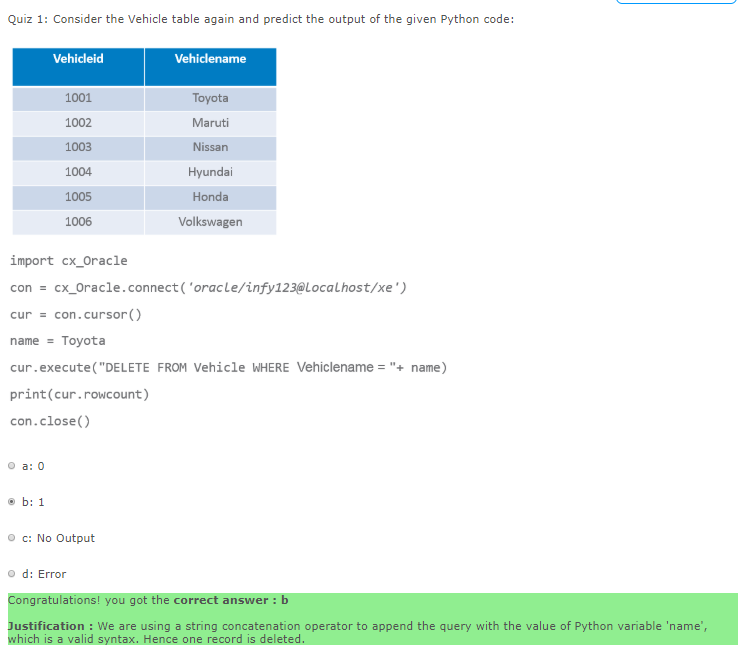 Quiz 1: Consider the Vehicle table again and predict the output of the given Python code:
Vehicleid Vehiclename
1001 Toyota
1002 Maruti
1003 Nissan
1004 Hyundai
1005 Honda
1006 Volkswagen
import cx_Oracle
con = cx_Oracle.connect('oracle/infy123@localhost/xe')
cur = con.cursor()
name = Toyota
cur.execute("DELETE FROM Vehicle WHERE Vehiclename = "+ name)
print(cur.rowcount)
con.close()
a: 0
b: 1
c: No Output
d: Error
Congratulations! you got the correct answer : b
Justification : We are using a string concatenation operator to append the query with the value of Python variable 'name',
which is a valid syntax. Hence one record is deleted.